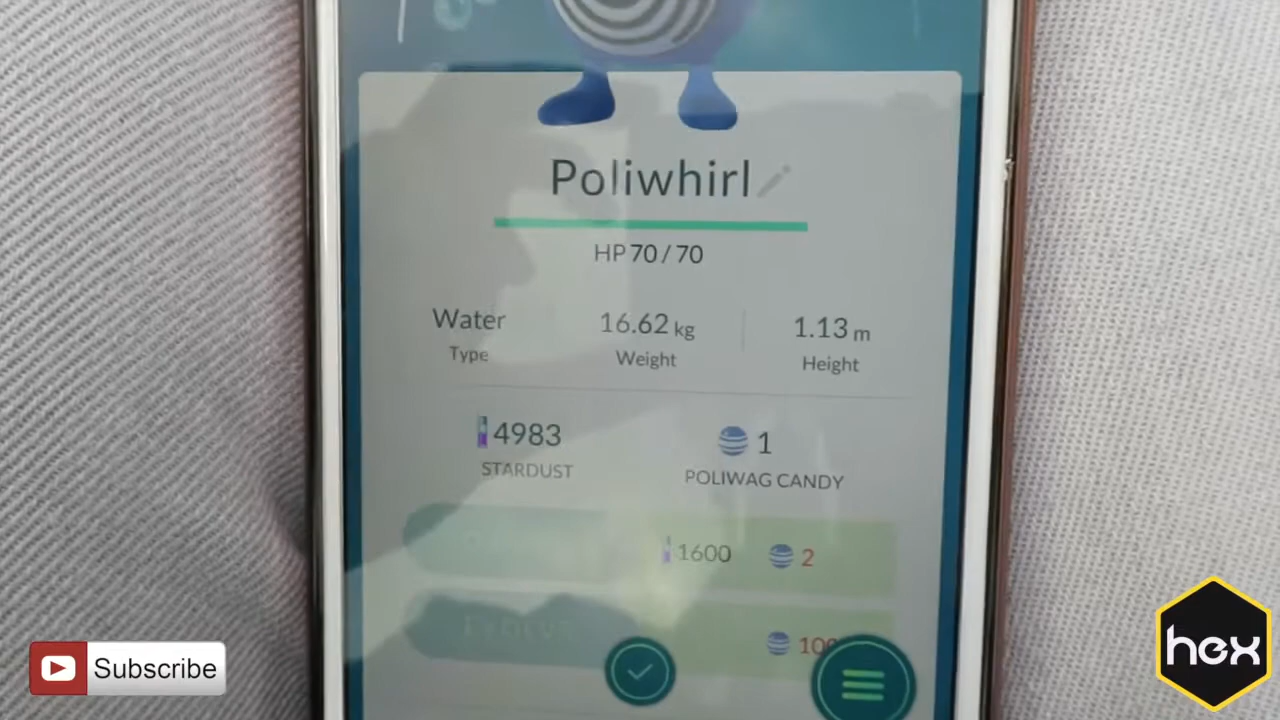 Poliwhirl
HP 70 / 70
Water
Type
16.62 kg
Weight
1.13 m
Height
4983
STARDUST
1
POLIWAG CANDY
1600
2
100
Subscribe
hex